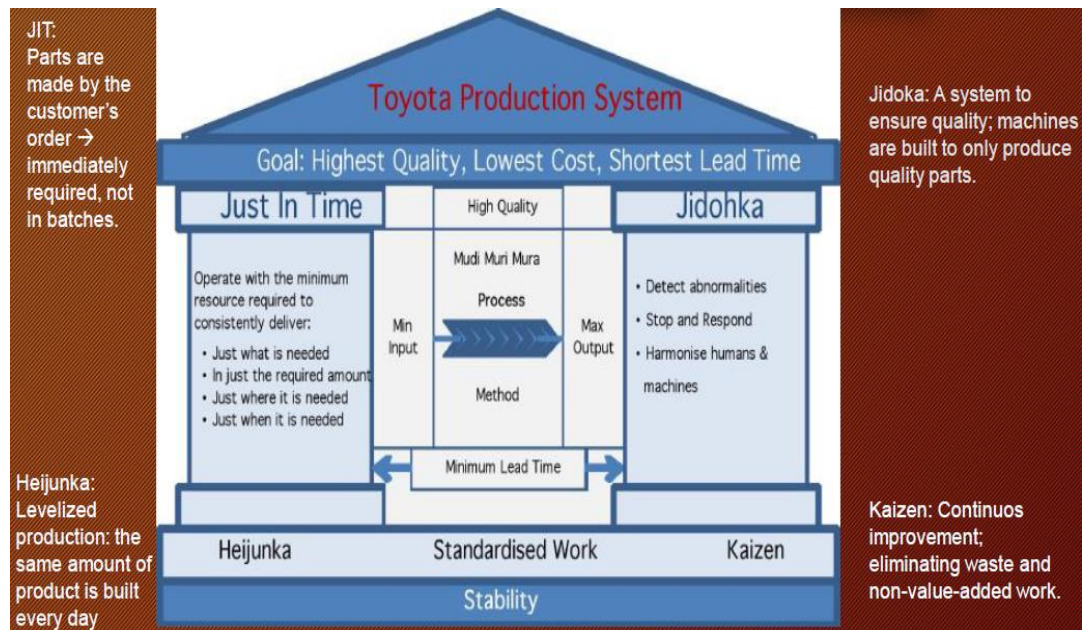 JIT:
Parts are
made by the
customer's
order →
immediately
required, not
in batches.
Heijunka:
Levelized
production: the
same amount of
product is built
every day
Toyota Production System
Goal: Highest Quality, Lowest Cost, Shortest Lead Time
Just In Time
Operate with the minimum
resource required to
consistently deliver:
• Just what is needed
• In just the required amount
• Just where it is needed
• Just when it is needed
High Quality
Mudi Muri Mura
Process
Min
Input
Max
Output
Method
Minimum Lead Time
Jidohka
• Detect abnormalities
• Stop and Respond
• Harmonise humans &
machines
Heijunka
Standardised Work
Kaizen
Stability
Jidoka: A system to
ensure quality; machines
are built to only produce
quality parts.
Kaizen: Continuos
improvement;
eliminating waste and
non-value-added work.